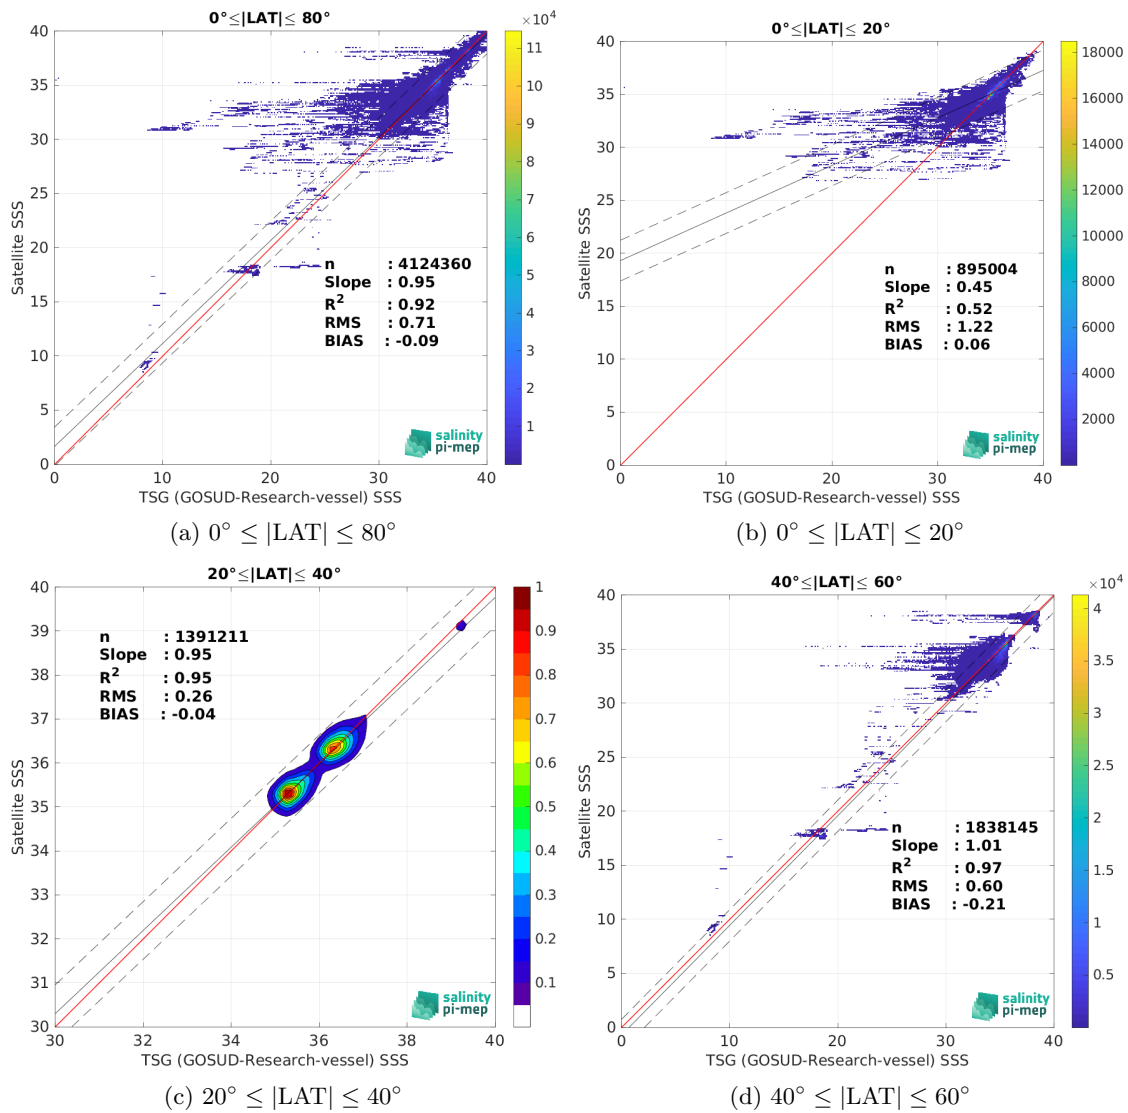 0°≤|LAT|≤ 80°
×10⁴
40
35
30
25
20
15
10
5
0
0
10
20
30
40
Satellite SSS
TSG (GOSUD-Research-vessel) SSS
n : 4124360
Slope : 0.95
R² : 0.92
RMS : 0.71
BIAS : -0.09
salinity
pi-mep
11
10
9
8
7
6
5
4
3
2
1
(a) 0° ≤ |LAT| ≤ 80°
0°≤|LAT|≤ 20°
40
35
30
25
20
15
10
5
0
0
10
20
30
40
Satellite SSS
TSG (GOSUD-Research-vessel) SSS
n : 895004
Slope : 0.45
R² : 0.52
RMS : 1.22
BIAS : 0.06
salinity
pi-mep
18000
16000
14000
12000
10000
8000
6000
4000
2000
(b) 0° ≤ |LAT| ≤ 20°
20°≤|LAT|≤ 40°
40
39
38
37
36
35
34
33
32
31
30
30
32
34
36
38
40
Satellite SSS
TSG (GOSUD-Research-vessel) SSS
n : 1391211
Slope : 0.95
R² : 0.95
RMS : 0.26
BIAS : -0.04
salinity
pi-mep
1
0.9
0.8
0.7
0.6
0.5
0.4
0.3
0.2
0.1
(c) 20° ≤ |LAT| ≤ 40°
40°≤|LAT|≤ 60°
×10⁴
40
35
30
25
20
15
10
5
0
0
10
20
30
40
Satellite SSS
TSG (GOSUD-Research-vessel) SSS
n : 1838145
Slope : 1.01
R² : 0.97
RMS : 0.60
BIAS : -0.21
salinity
pi-mep
4
3.5
3
2.5
2
1.5
1
0.5
(d) 40° ≤ |LAT| ≤ 60°